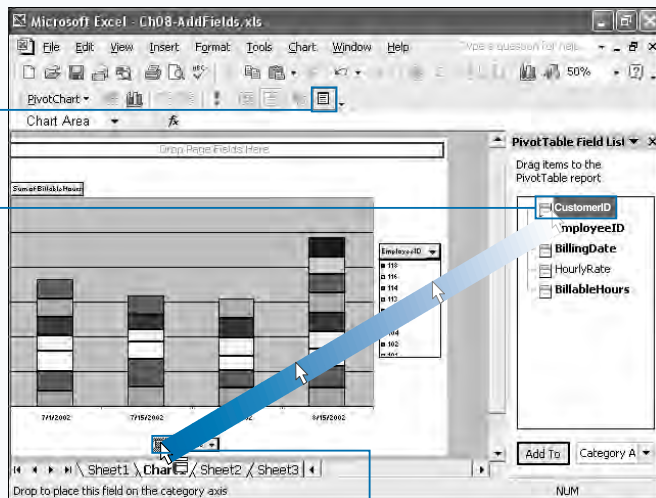 Microsoft Excel - Ch08-AddFields.xls
File Edit View Insert Format Tools Chart Window Help Type a question for help
50%
PivotChart
Chart Area fx
Drop Page Fields Here
Sum of BillableHours
EmployeeID
118
116
114
113
104
102
101
7/1/2002 7/15/2002 8/15/2002
PivotTable Field List
Drag items to the
PivotTable report
CustomerID
EmployeeID
BillingDate
HourlyRate
BillableHours
Add To Category A
Sheet1 Chart Sheet2 Sheet3
Drop to place this field on the category axis NUM